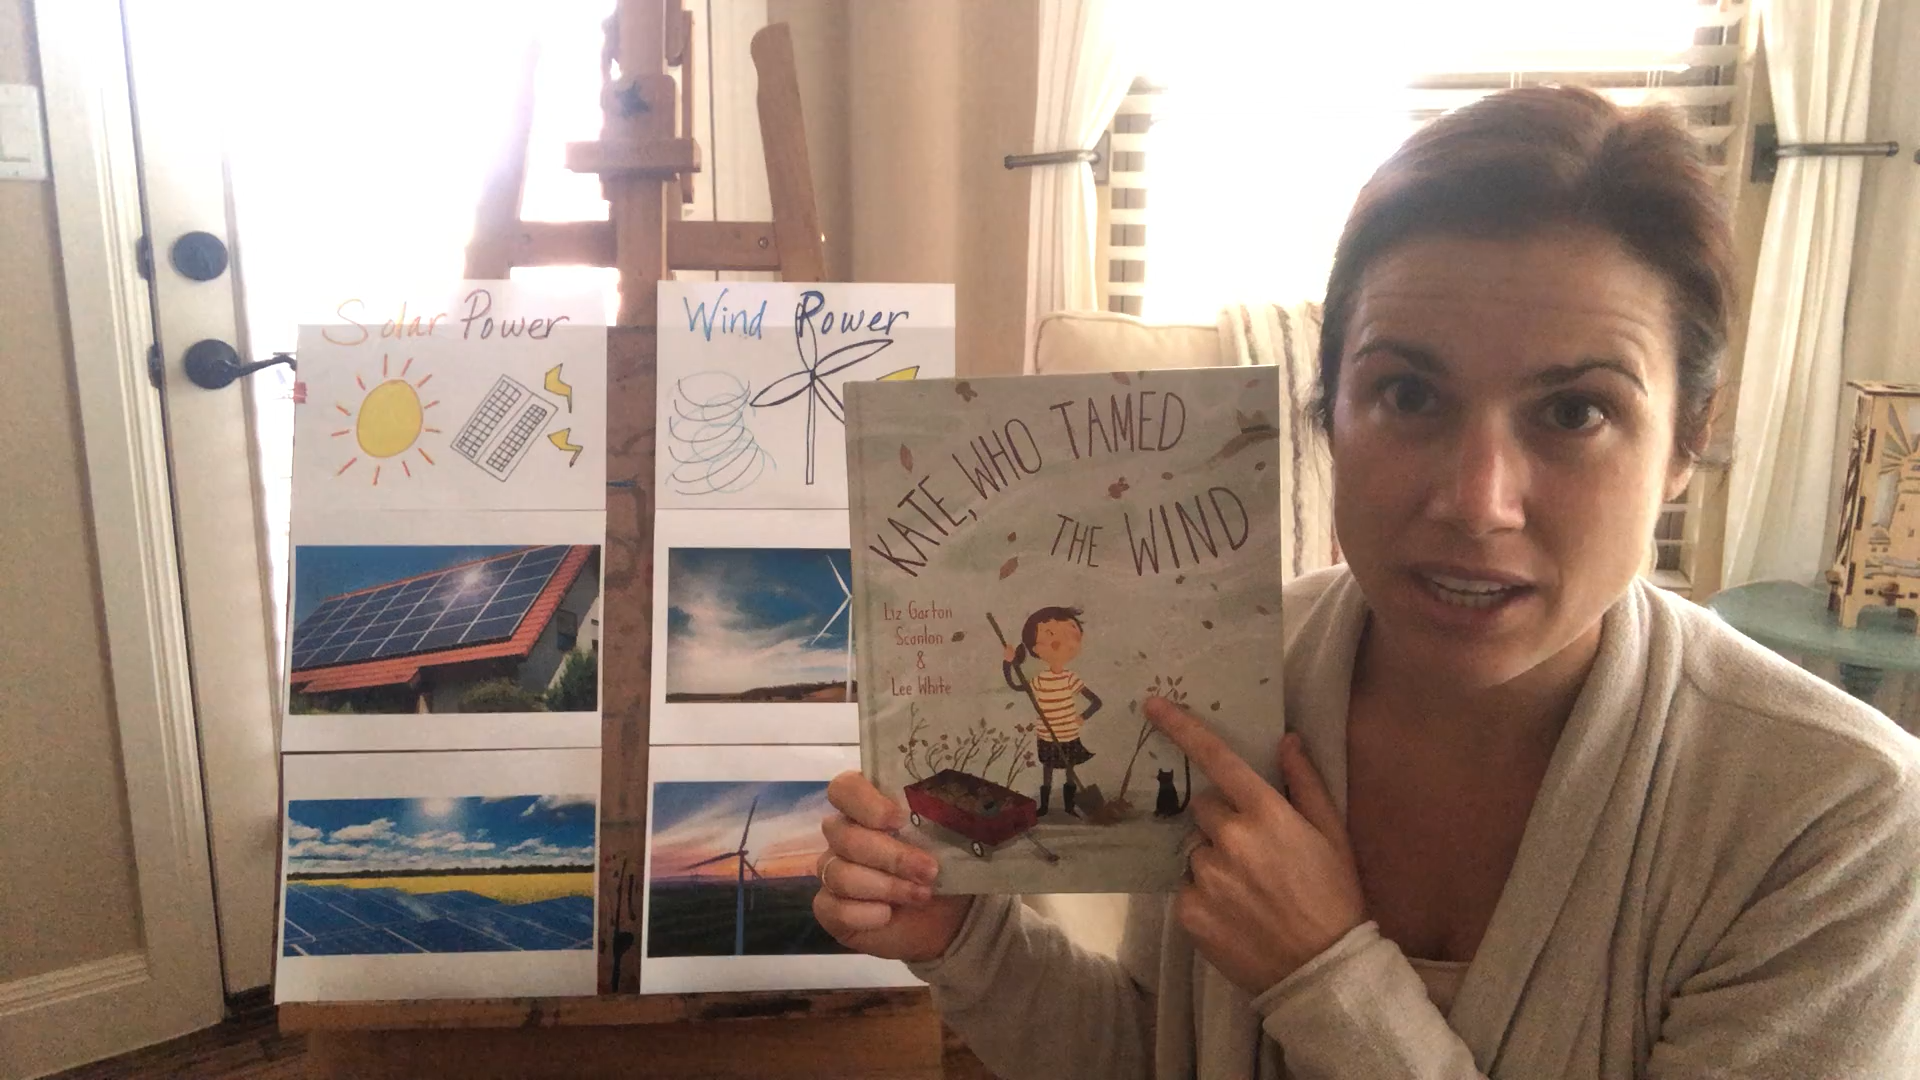 Solar Power
Wind Power
KATE, WHO TAMED
THE WIND
Liz Garton
Scanlon
&
Lee White